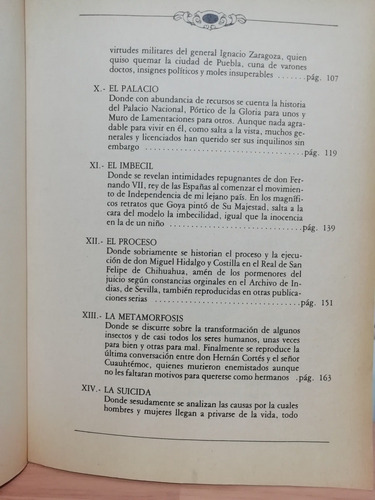 virtudes militares del general Ignacio Zaragoza, quien
quiso quemar la ciudad de Puebla, cuna de varones
doctos, insignes políticos y moles insuperables .......pág. 107
X.- EL PALACIO
Donde con abundancia de recursos se cuenta la historia
del Palacio Nacional, Pórtico de la Gloria para unos y
Muro de Lamentaciones para otros. Aunque nada agra-
dable para vivir en él, como salta a la vista, muchos gene-
rales y licenciados han querido ser sus inquilinos sin
embargo ..............................................pág. 119
XI.- EL IMBECIL
Donde se revelan intimidades repugnantes de don Fer-
nando VII, rey de las Españas al comenzar el movimien-
to de Independencia de mi lejano país. En los magnífi-
cos retratos que Goya pintó de Su Majestad, salta a la
cara del modelo la imbecilidad, igual que la inocencia
en la de un niño .....................................pág. 139
XII.- EL PROCESO
Donde sobriamente se historian el proceso y la ejecu-
ción de don Miguel Hidalgo y Costilla en el Real de San
Felipe de Chihuahua, amén de los pormenores del
juicio según constancias orginales en el Archivo de In-
dias, de Sevilla, también reproducidas en otras publica-
ciones serias .........................................pág. 151
XIII.- LA METAMORFOSIS
Donde se discurre sobre la transformación de algunos
insectos y de casi todos los seres humanos, unas veces
para bien y otras para mal. Finalmente se reproduce la
última conversación entre don Hernán Cortés y el señor
Cuauhtémoc, quienes murieron enemistados aunque
no les faltaran motivos para quererse como hermanos .pág. 163
XIV.- LA SUICIDA
Donde sesudamente se analizan las causas por la cuales
hombres y mujeres llegan a privarse de la vida, todo